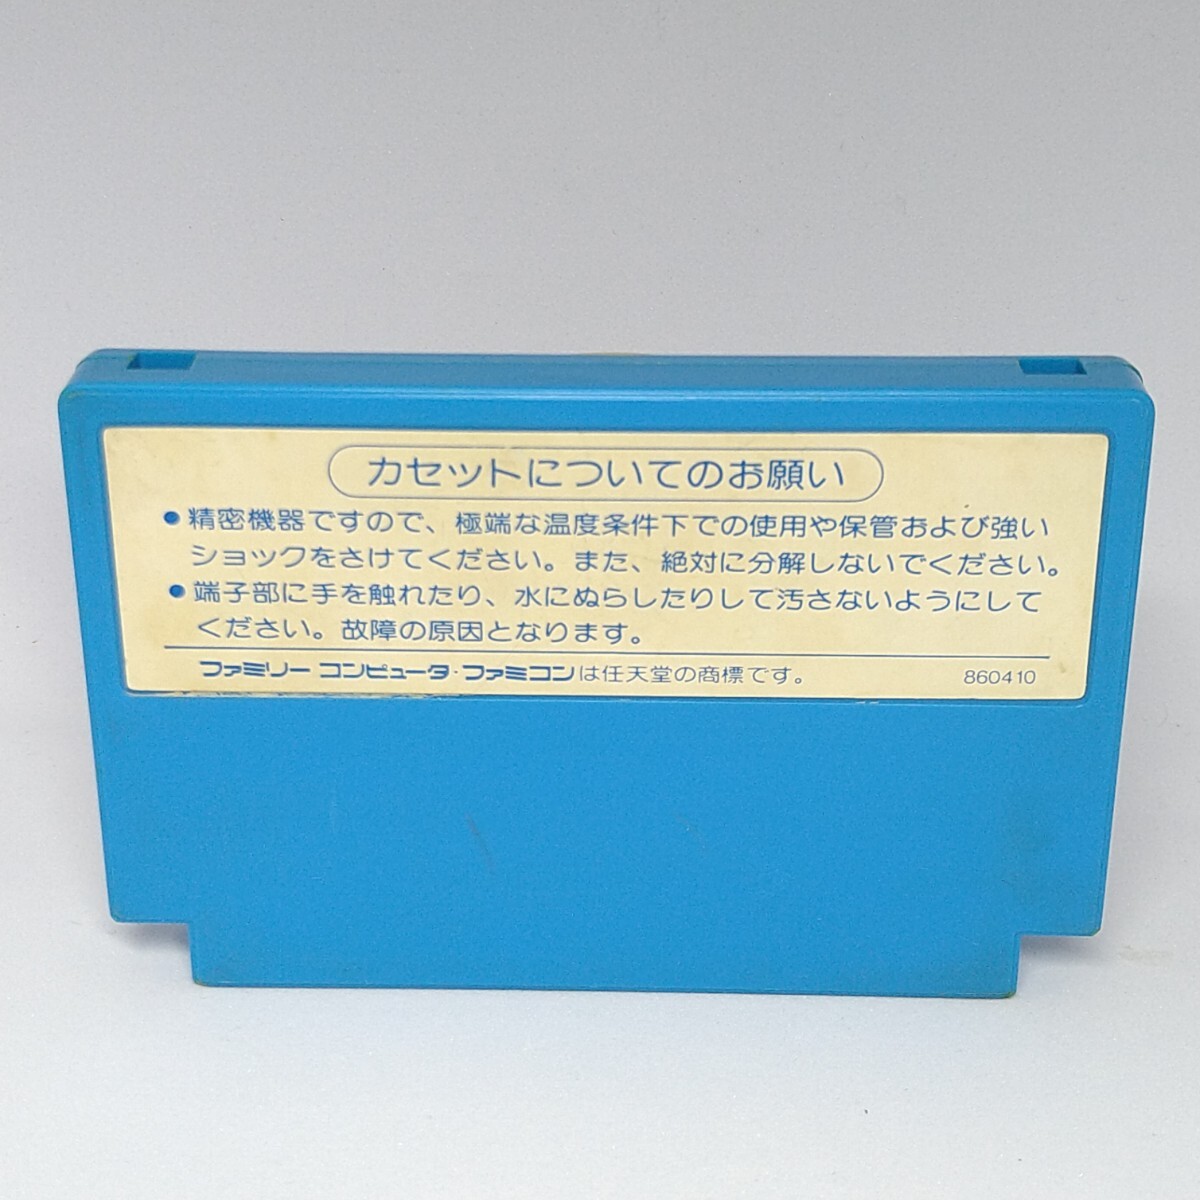 カセットについてのお願い
●精密機器ですので、極端な温度条件下での使用や保管および強い
ショックをさけてください。また、絶対に分解しないでください。
●端子部に手を触れたり、水にぬらしたりして汚さないようにして
ください。故障の原因となります。
ファミリー コンピュータ・ファミコンは任天堂の商標です。 860410